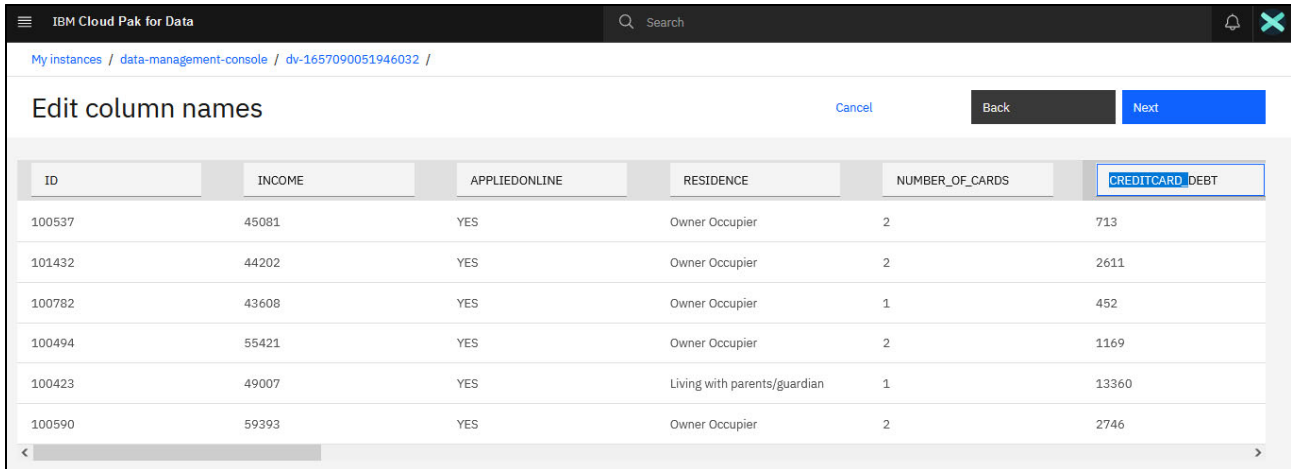 IBM Cloud Pak for Data Search
My instances / data-management-console / dv-1657090051946032 /
Edit column names Cancel Back Next
ID INCOME APPLIEDONLINE RESIDENCE NUMBER_OF_CARDS CREDITCARD_DEBT
100537 45081 YES Owner Occupier 2 713
101432 44202 YES Owner Occupier 2 2611
100782 43608 YES Owner Occupier 1 452
100494 55421 YES Owner Occupier 2 1169
100423 49007 YES Living with parents/guardian 1 13360
100590 59393 YES Owner Occupier 2 2746